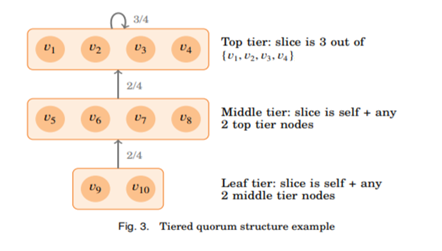 3/4
v1 v2 v3 v4
Top tier: slice is 3 out of
{v1, v2, v3, v4}
2/4
v5 v6 v7 v8
Middle tier: slice is self + any
2 top tier nodes
2/4
v9 v10
Leaf tier: slice is self + any
2 middle tier nodes
Fig. 3. Tiered quorum structure example